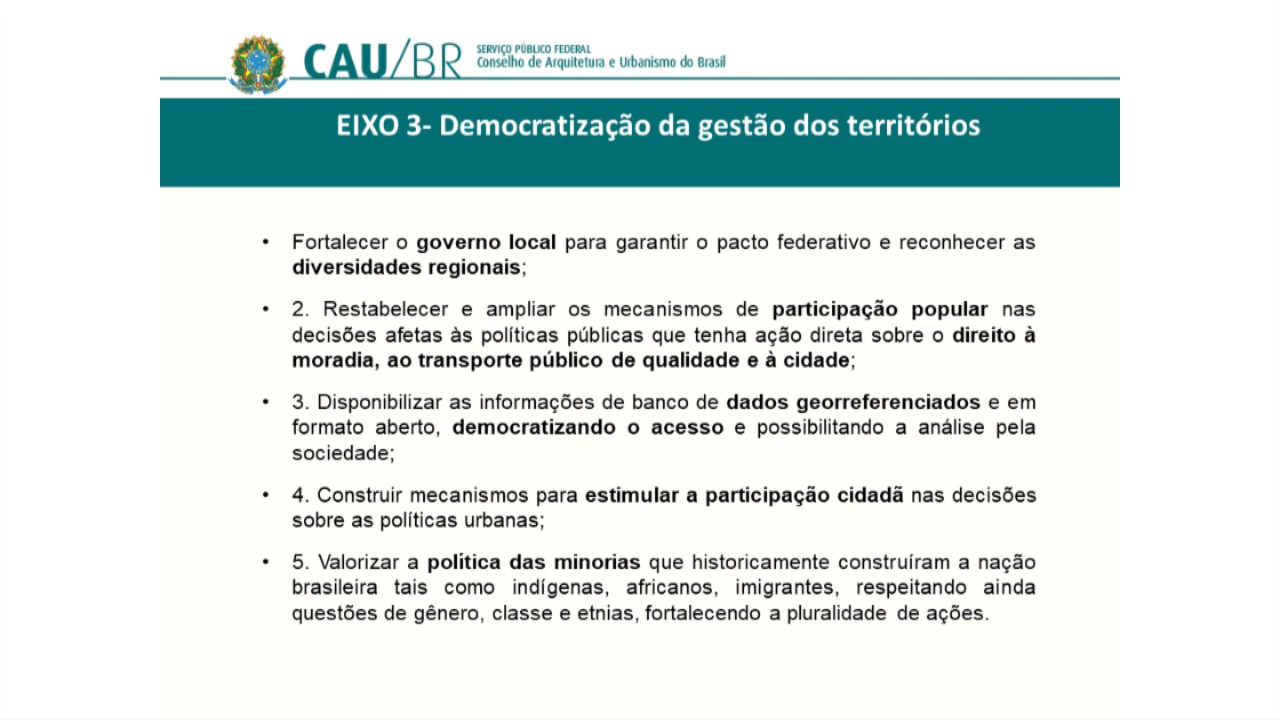 CAU/BR
SERVIÇO PÚBLICO FEDERAL
Conselho de Arquitetura e Urbanismo do Brasil
EIXO 3- Democratização da gestão dos territórios
• Fortalecer o governo local para garantir o pacto federativo e reconhecer as
diversidades regionais;
• 2. Restabelecer e ampliar os mecanismos de participação popular nas
decisões afetas às políticas públicas que tenha ação direta sobre o direito à
moradia, ao transporte público de qualidade e à cidade;
• 3. Disponibilizar as informações de banco de dados georreferenciados e em
formato aberto, democratizando o acesso e possibilitando a análise pela
sociedade;
• 4. Construir mecanismos para estimular a participação cidadã nas decisões
sobre as políticas urbanas;
• 5. Valorizar a política das minorias que historicamente construíram a nação
brasileira tais como indígenas, africanos, imigrantes, respeitando ainda
questões de gênero, classe e etnias, fortalecendo a pluralidade de ações.